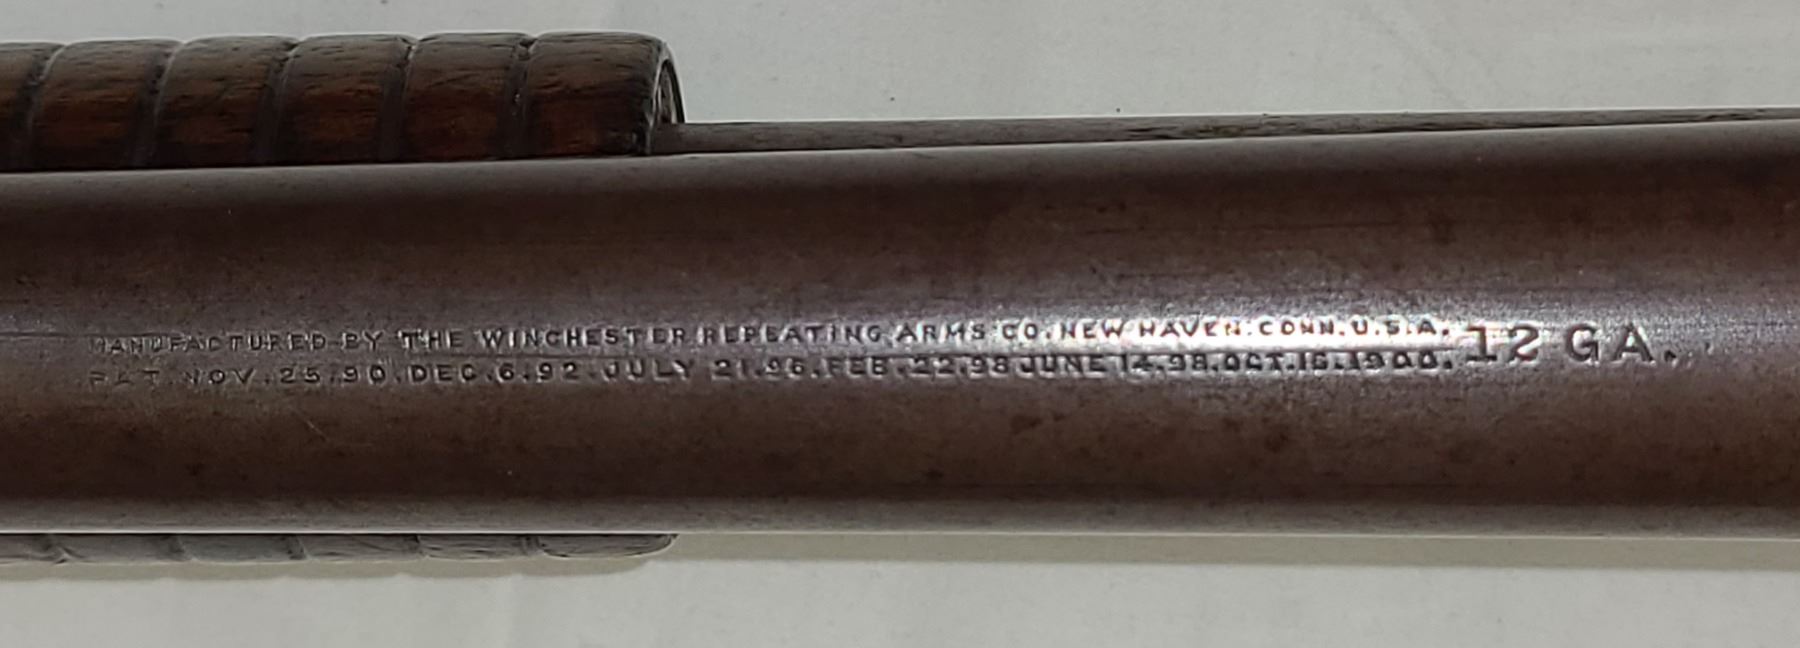 MANUFACTURED BY THE WINCHESTER REPEATING ARMS CO. NEW HAVEN. CONN. U.S.A. 12 GA.
PAT. NOV. 25. 90. DEC. 6. 92. JULY 21. 96. FEB. 22. 98 JUNE 14. 98. OCT. 16. 1900.